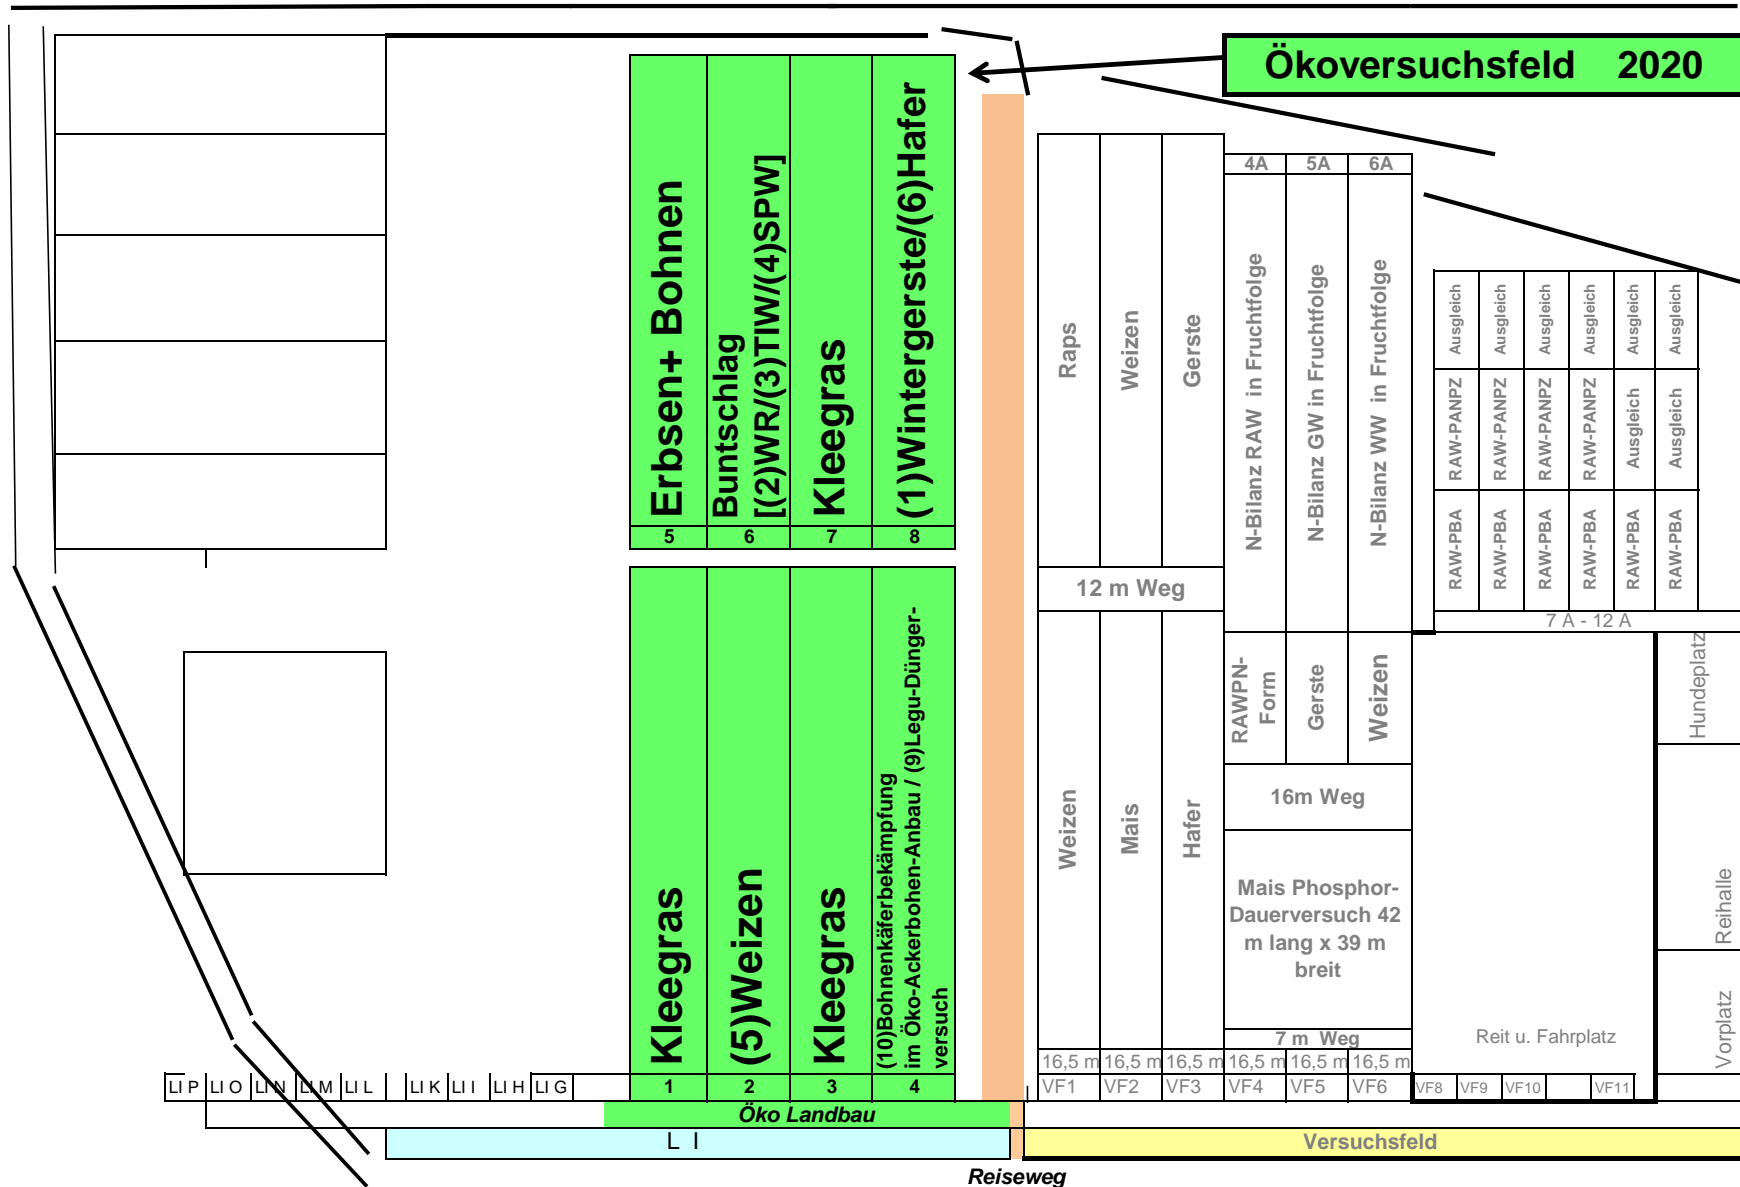 Ökoversuchsfeld 2020
Erbsen+ Bohnen
Buntschlag
[(2)WR/(3)TIW/(4)SPW]
Kleegras
(1)Wintergerste/(6)Hafer
5
6
7
8
Kleegras
(5)Weizen
Kleegras
(10)Bohnenkäferbekämpfung
im Öko-Ackerbohen-Anbau / (9)Legu-Dünger-
versuch
1
2
3
4
Öko Landbau
Raps
Weizen
Gerste
12 m Weg
Weizen
Mais
Hafer
4A
5A
6A
N-Bilanz RAW in Fruchtfolge
N-Bilanz GW in Fruchtfolge
N-Bilanz WW in Fruchtfolge
RAWPN-
Form
Gerste
Weizen
16m Weg
Mais Phosphor-
Dauerversuch 42
m lang x 39 m
breit
7 m Weg
16,5 m
16,5 m
16,5 m
16,5 m
16,5 m
16,5 m
VF1
VF2
VF3
VF4
VF5
VF6
Ausgleich
Ausgleich
Ausgleich
Ausgleich
Ausgleich
Ausgleich
RAW-PANPZ
RAW-PANPZ
RAW-PANPZ
RAW-PANPZ
Ausgleich
Ausgleich
RAW-PBA
RAW-PBA
RAW-PBA
RAW-PBA
RAW-PBA
RAW-PBA
7 A - 12 A
Hundeplatz
Reihalle
Vorplatz
Reit u. Fahrplatz
VF8
VF9
VF10
VF11
LI P
LI O
LI N
LI M
LI L
LI K
LI I
LI H
LI G
L I
Versuchsfeld
Reiseweg